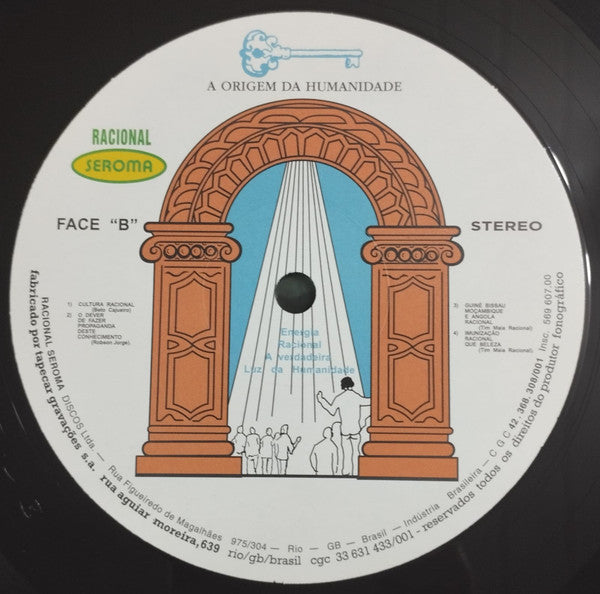 A ORIGEM DA HUMANIDADE
RACIONAL
SEROMA
FACE "B"
STEREO
1) CULTURA RACIONAL
(Beto Cajueiro)
2) O DEVER
DE FAZER
PROPAGANDA
DESTE
CONHECIMENTO
(Robson Jorge).
3) GUINÉ BISSAU
MOÇAMBIQUE
E ANGOLA
RACIONAL
(Tim Maia Racional)
4) IMUNIZAÇÃO
RACIONAL
QUE BELEZA
(Tim Maia Racional)
Energia
Racional
A verdadeira
Luz da Humanidade
RACIONAL SEROMA DISCOS Ltda. — Rua Figueiredo de Magalhães 975/304 — Rio — GB — Brasil — Indústria Brasileira — C G C 42. 368. 309/001 Insc. 569 607.00
fabricado por tapecar gravações s.a. rua aguiar moreira, 639 rio/gb/brasil cgc 33 631 433/001 - reservados todos os direitos do produtor fonográfico